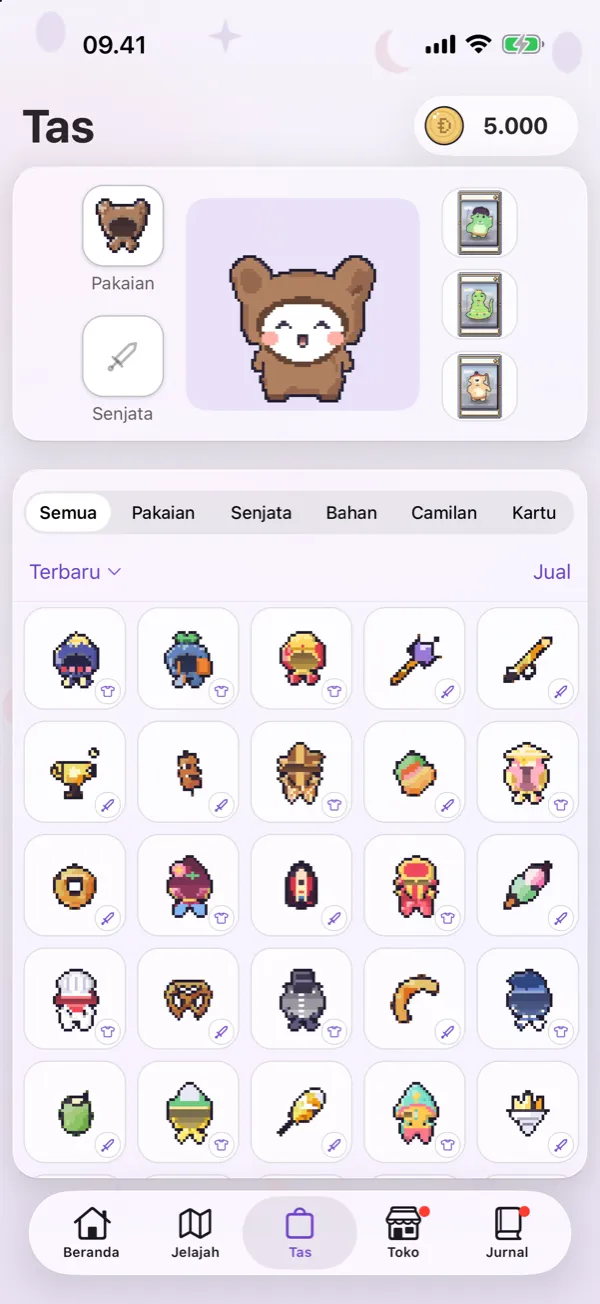 09.41
Tas
5.000
Pakaian
Senjata
Semua Pakaian Senjata Bahan Camilan Kartu
Terbaru Jual
Beranda Jelajah Tas Toko Jurnal